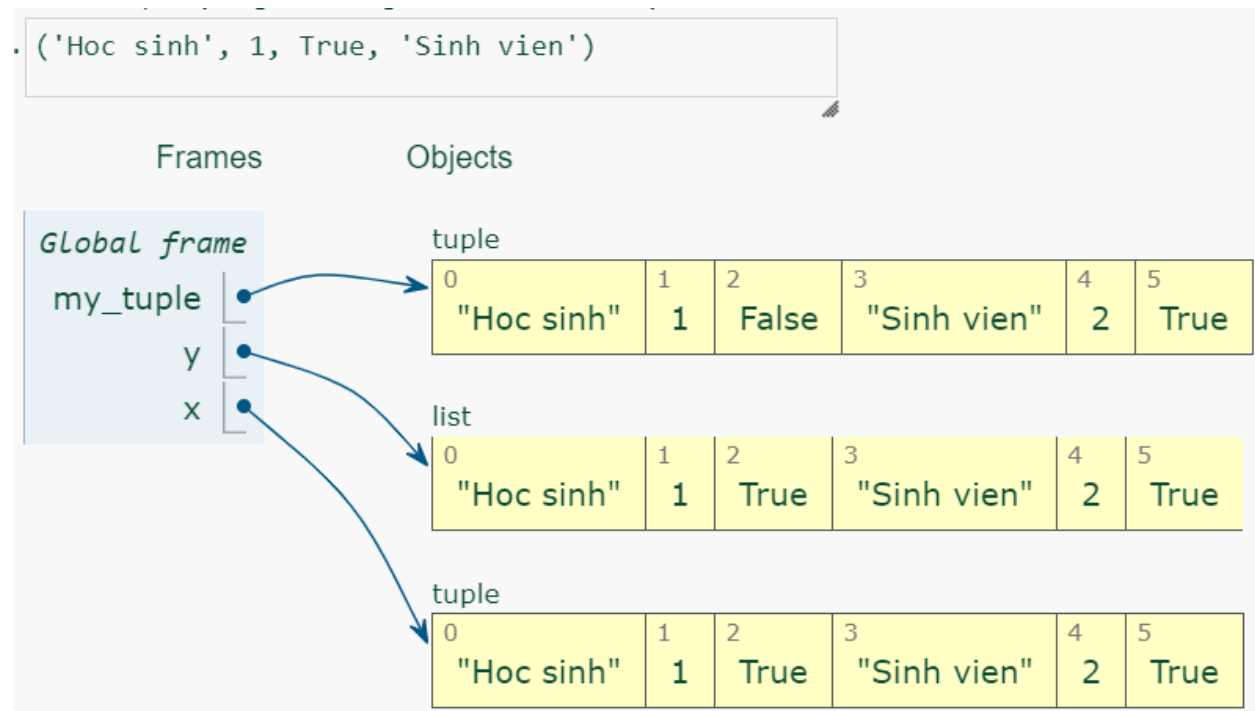 ('Hoc sinh', 1, True, 'Sinh vien')
Frames Objects
Global frame
my_tuple
y
x
tuple
0 1 2 3 4 5
"Hoc sinh" 1 False "Sinh vien" 2 True
list
0 1 2 3 4 5
"Hoc sinh" 1 True "Sinh vien" 2 True
tuple
0 1 2 3 4 5
"Hoc sinh" 1 True "Sinh vien" 2 True